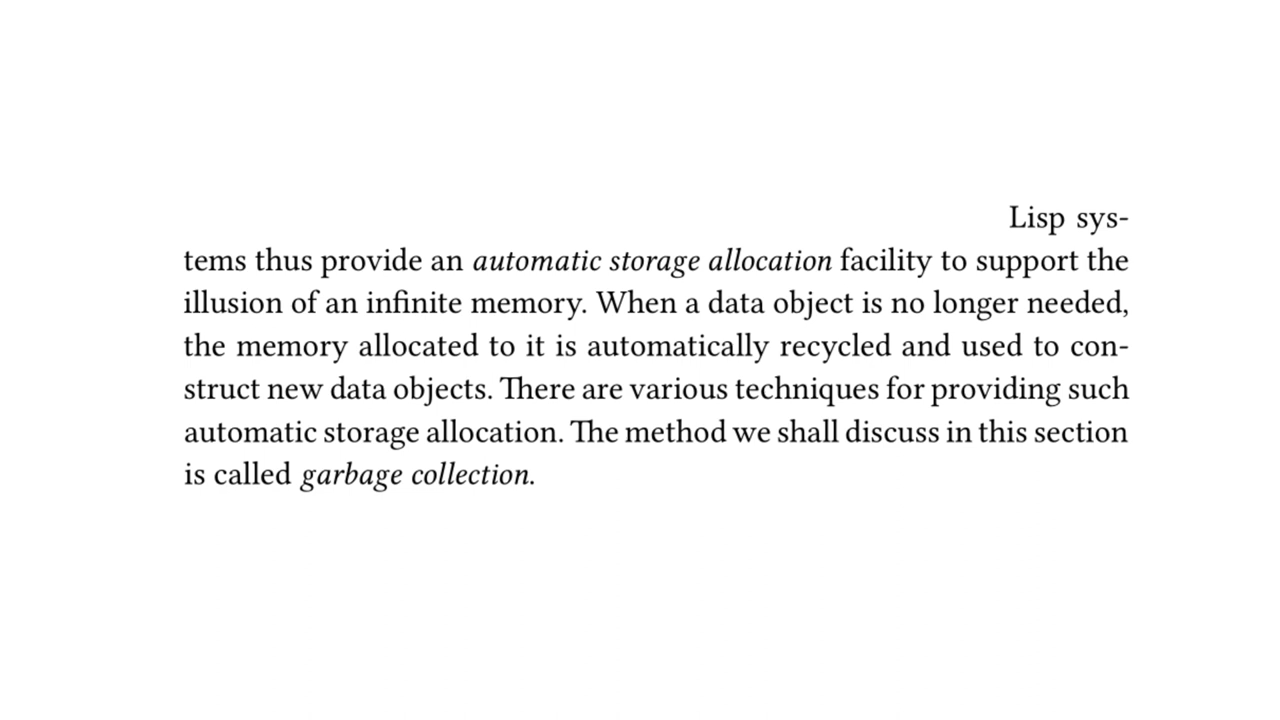 Lisp sys-
tems thus provide an automatic storage allocation facility to support the
illusion of an infinite memory. When a data object is no longer needed,
the memory allocated to it is automatically recycled and used to con-
struct new data objects. There are various techniques for providing such
automatic storage allocation. The method we shall discuss in this section
is called garbage collection.